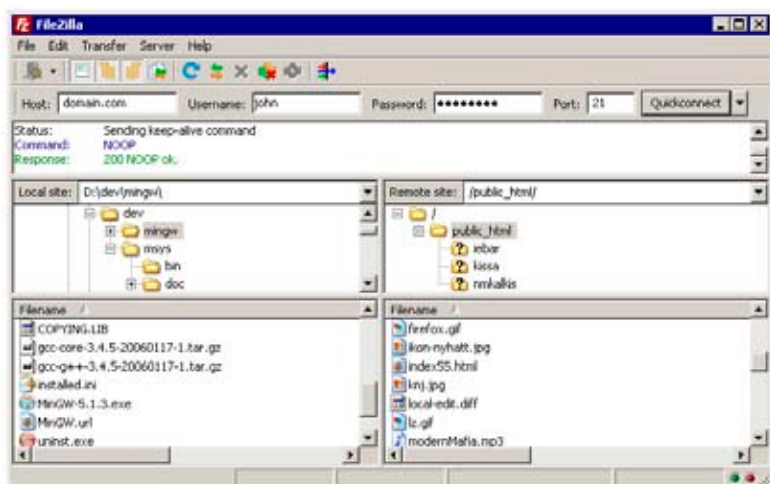 FileZilla
File Edit Transfer Server Help
Host: domain.com Username: john Password: •••••••• Port: 21 Quickconnect
Status: Sending keep-alive command
Command: NOOP
Response: 200 NOOP ok.
Local site: D:\dev\mingw\ Remote site: /public_html/
dev /
mingw public_html
msys
bin kissa
doc nmkalkis
Filename / Filename /
COPYING.LIB firefox.gif
gcc-core-3.4.5-20060117-1.tar.gz ikon-nyhatt.jpg
gcc-g++-3.4.5-20060117-1.tar.gz index55.html
installed.ini knj.jpg
MinGW-5.1.3.exe local-edit.diff
MinGW.url lz.gif
uninst.exe modernMafia.mp3